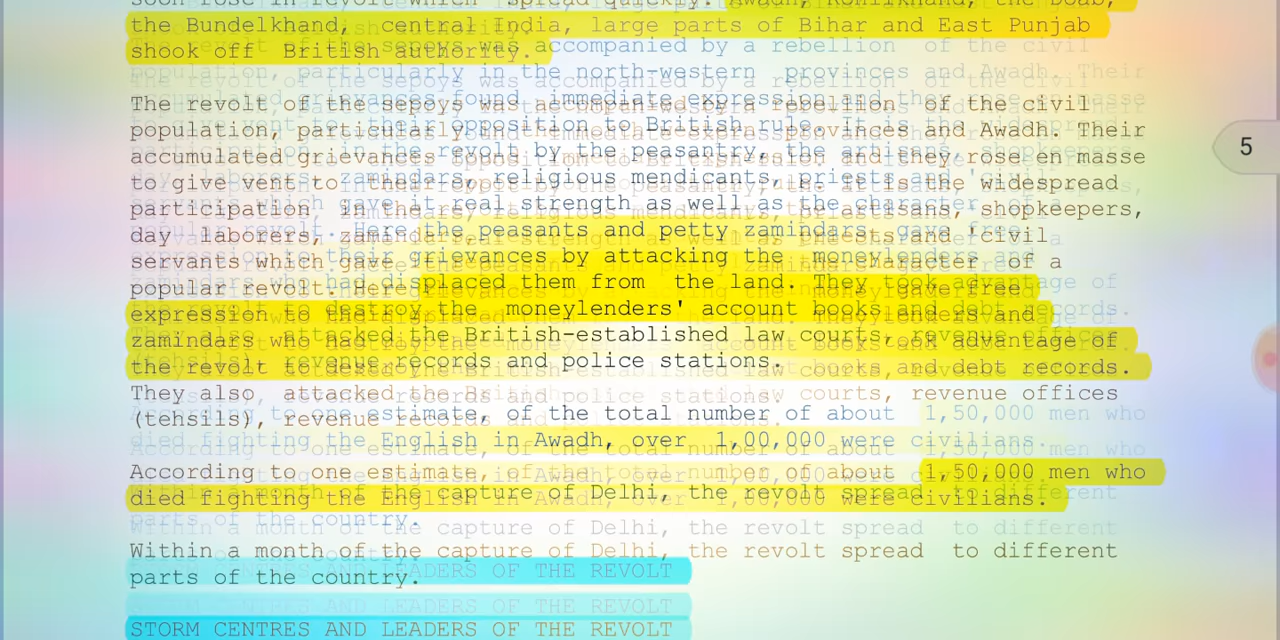 soon rose in revolt which spread quickly. Awadh, Rohilkhand, the Doab,
the Bundelkhand, central India, large parts of Bihar and East Punjab
shook off British authority.
The revolt of the sepoys was accompanied by a rebellion of the civil
population, particularly in the north-western provinces and Awadh. Their
accumulated grievances found immediate expression and they rose en masse
to give vent to their opposition to British rule. It is the widespread
participation in the revolt by the peasantry, the artisans, shopkeepers,
day laborers, zamindars, religious mendicants, priests and 'civil
servants which gave it real strength as well as the character of a
popular revolt. Here the peasants and petty zamindars gave free
expression to their grievances by attacking the moneylenders and
zamindars who had displaced them from the land. They took advantage of
the revolt to destroy the moneylenders' account books and debt records.
They also attacked the British-established law courts, revenue offices
(tehsils), revenue records and police stations.
According to one estimate, of the total number of about 1,50,000 men who
died fighting the English in Awadh, over 1,00,000 were civilians.
Within a month of the capture of Delhi, the revolt spread to different
parts of the country.
STORM CENTRES AND LEADERS OF THE REVOLT
5